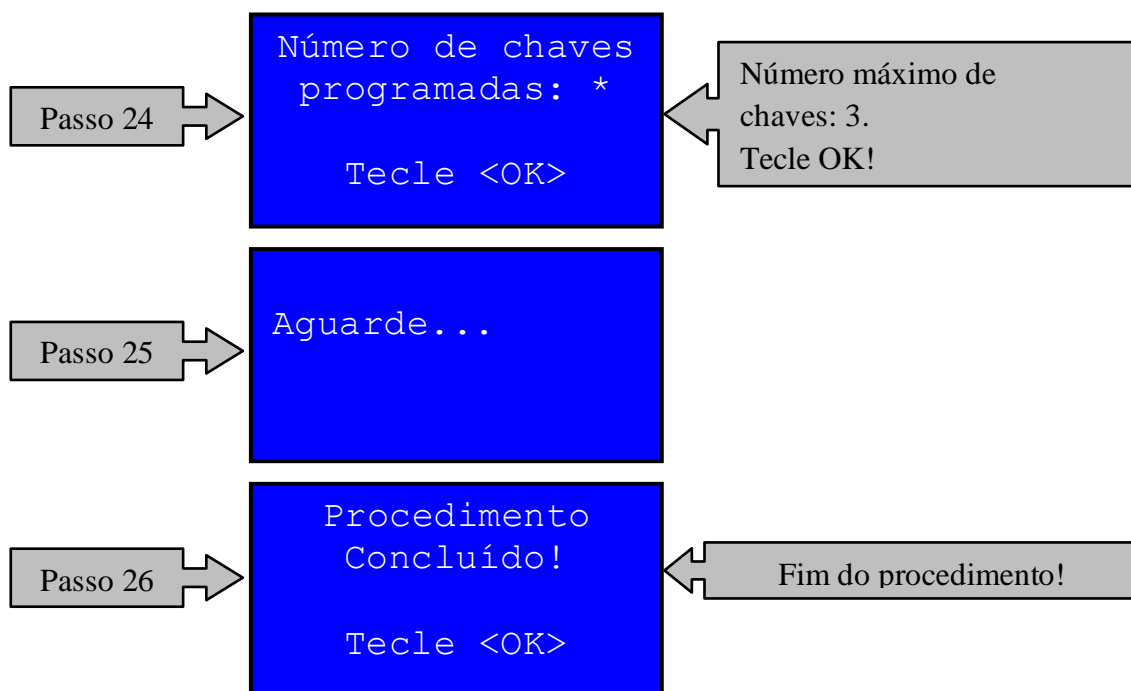 Passo 24
Número de chaves
programadas: *
Tecle <OK>
Número máximo de
chaves: 3.
Tecle OK!
Passo 25
Aguarde...
Passo 26
Procedimento
Concluído!
Tecle <OK>
Fim do procedimento!